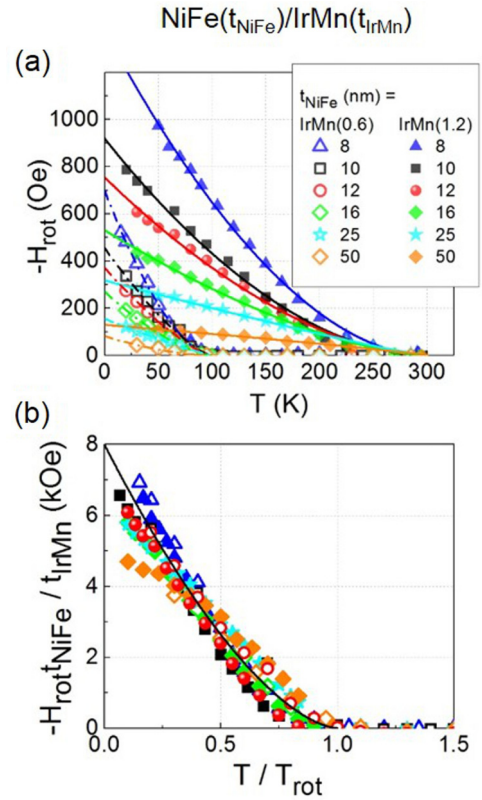 NiFe(tNiFe)/IrMn(tIrMn)
(a)
tNiFe (nm) =
IrMn(0.6) IrMn(1.2)
8 8
10 10
12 12
16 16
25 25
50 50
-Hrot (Oe)
1000
800
600
400
200
0
0 50 100 150 200 250 300
T (K)
(b)
-HrottNiFe / tIrMn (kOe)
8
6
4
2
0
0.0 0.5 1.0 1.5
T / Trot